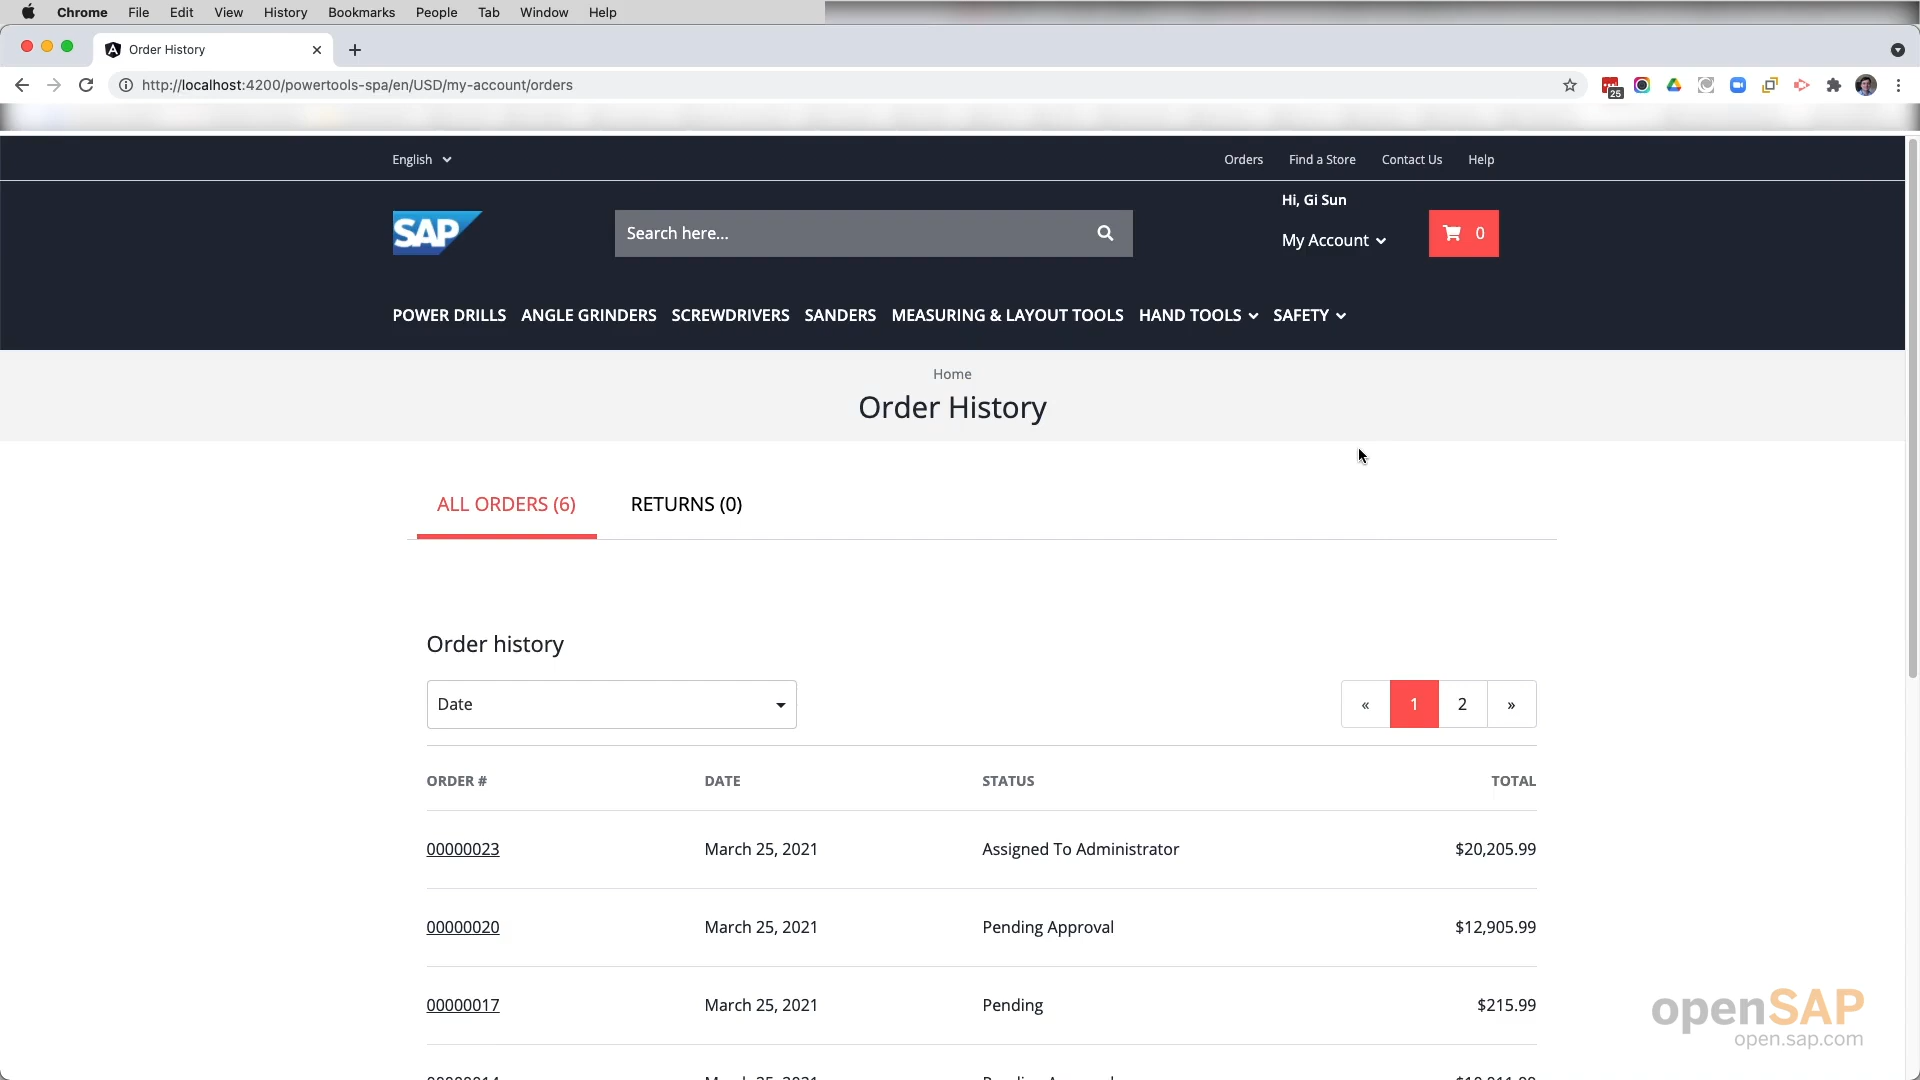 Chrome File Edit View History Bookmarks People Tab Window Help
Order History
http://localhost:4200/powertools-spa/en/USD/my-account/orders
25
English
Orders Find a Store Contact Us Help
Hi, Gi Sun
SAP
Search here...
My Account
0
POWER DRILLS ANGLE GRINDERS SCREWDRIVERS SANDERS MEASURING & LAYOUT TOOLS HAND TOOLS SAFETY
Home
Order History
ALL ORDERS (6) RETURNS (0)
Order history
Date
« 1 2 »
ORDER # DATE STATUS TOTAL
00000023 March 25, 2021 Assigned To Administrator $20,205.99
00000020 March 25, 2021 Pending Approval $12,905.99
00000017 March 25, 2021 Pending $215.99
openSAP
open.sap.com